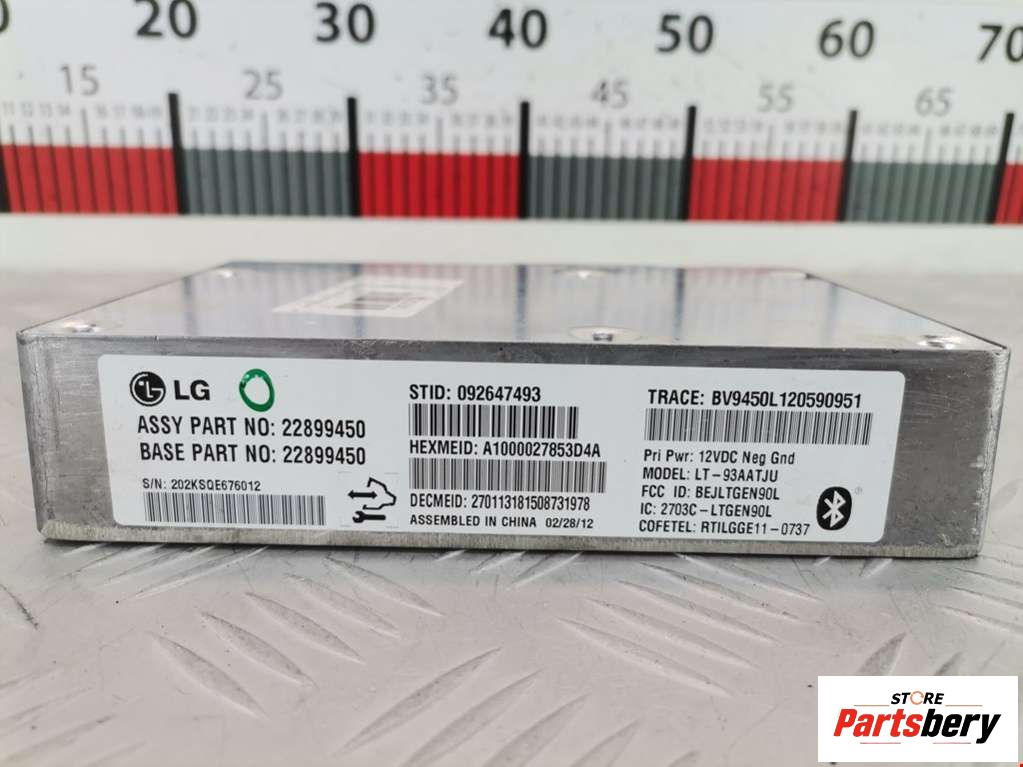 20 30 40 50 60 70
15 25 35 45 55 65
LG
ASSY PART NO: 22899450
BASE PART NO: 22899450
S/N: 202KSQE676012
STID: 092647493
HEXMEID: A1000027853D4A
DECMEID: 270113181508731978
ASSEMBLED IN CHINA 02/28/12
TRACE: BV9450L120590951
Pri Pwr: 12VDC Neg Gnd
MODEL: LT-93AATJU
FCC ID: BEJLTGEN90L
IC: 2703C-LTGEN90L
COFETEL: RTILGGE11-0737
STORE
Partsbery